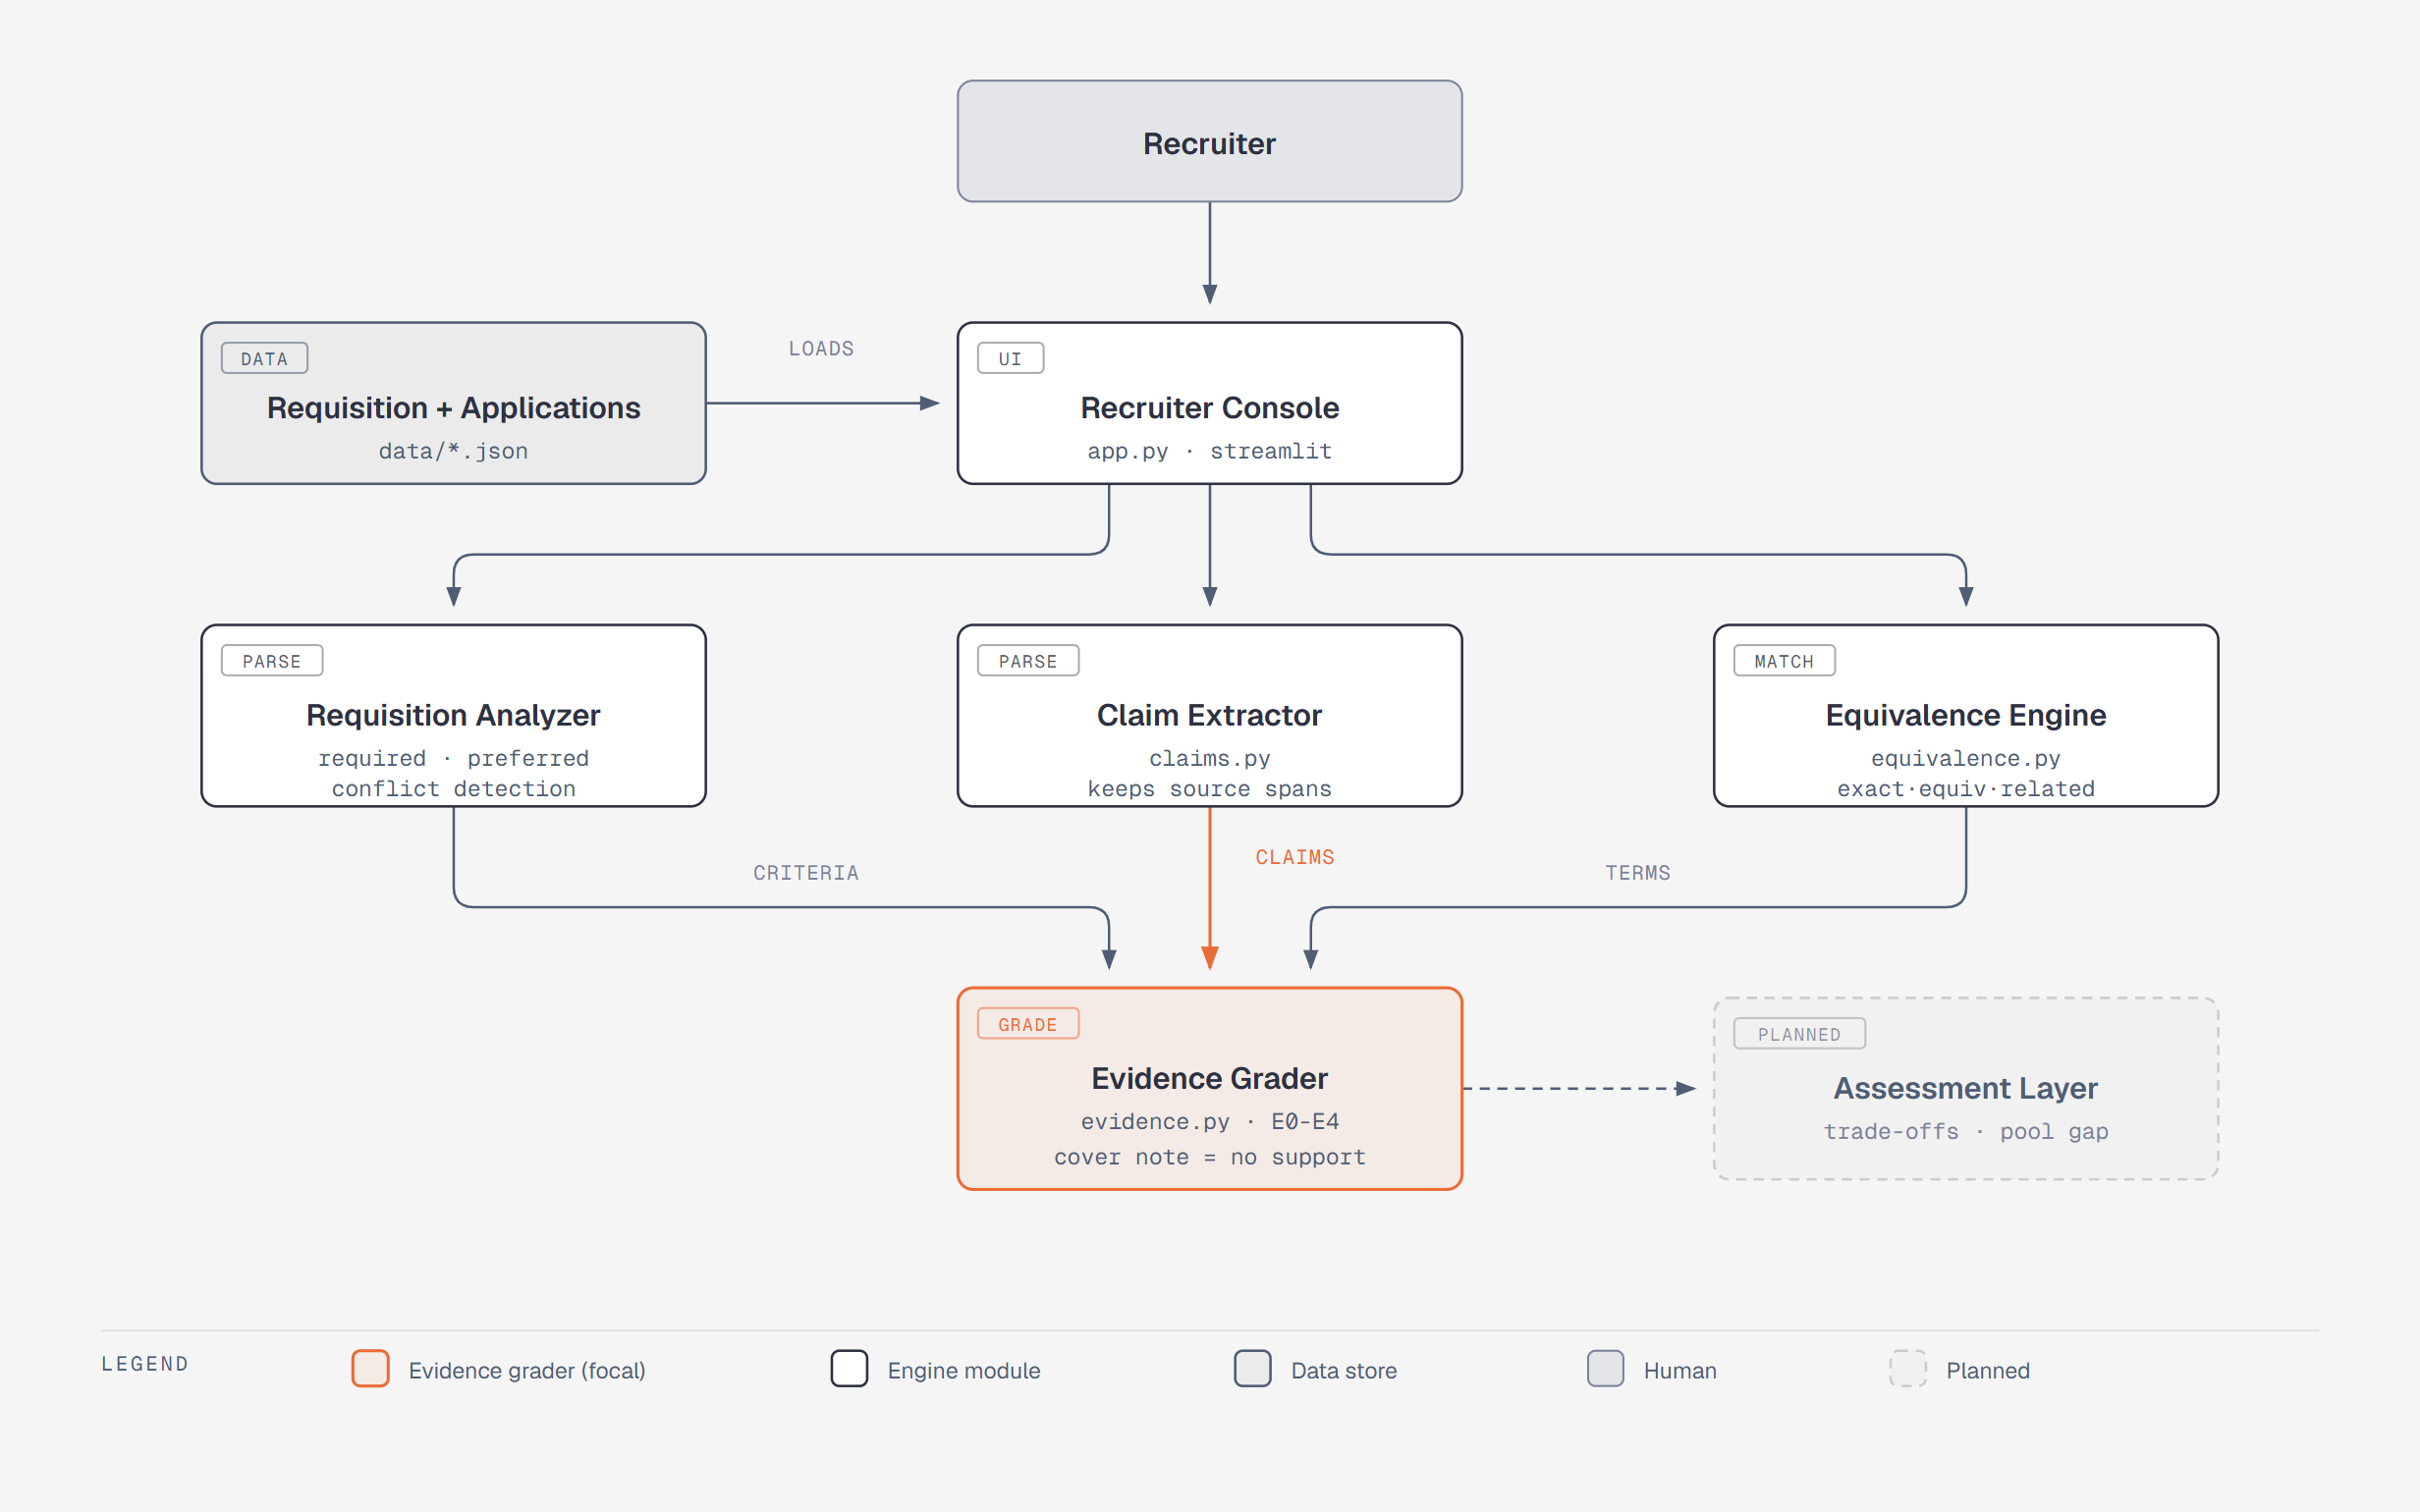 Recruiter
DATA
Requisition + Applications
data/*.json
LOADS
UI
Recruiter Console
app.py · streamlit
PARSE
Requisition Analyzer
required · preferred
conflict detection
PARSE
Claim Extractor
claims.py
keeps source spans
MATCH
Equivalence Engine
equivalence.py
exact·equiv·related
CRITERIA
CLAIMS
TERMS
GRADE
Evidence Grader
evidence.py · E0-E4
cover note = no support
PLANNED
Assessment Layer
trade-offs · pool gap
LEGEND
Evidence grader (focal)
Engine module
Data store
Human
Planned